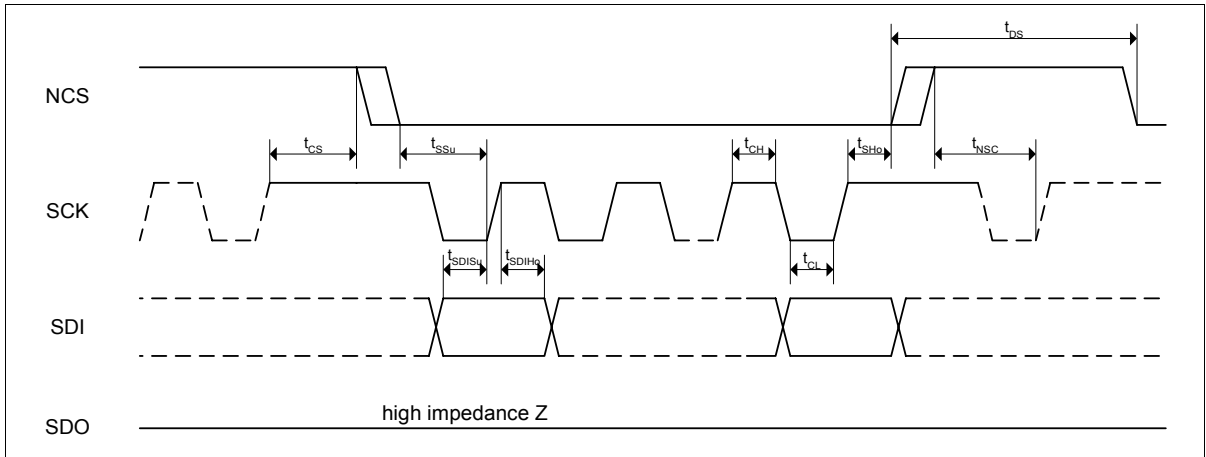 tDS
NCS
tCS
tSSu
tCH
tSHo
tNSC
SCK
tSDISu
tSDIHo
tCL
SDI
high impedance Z
SDO